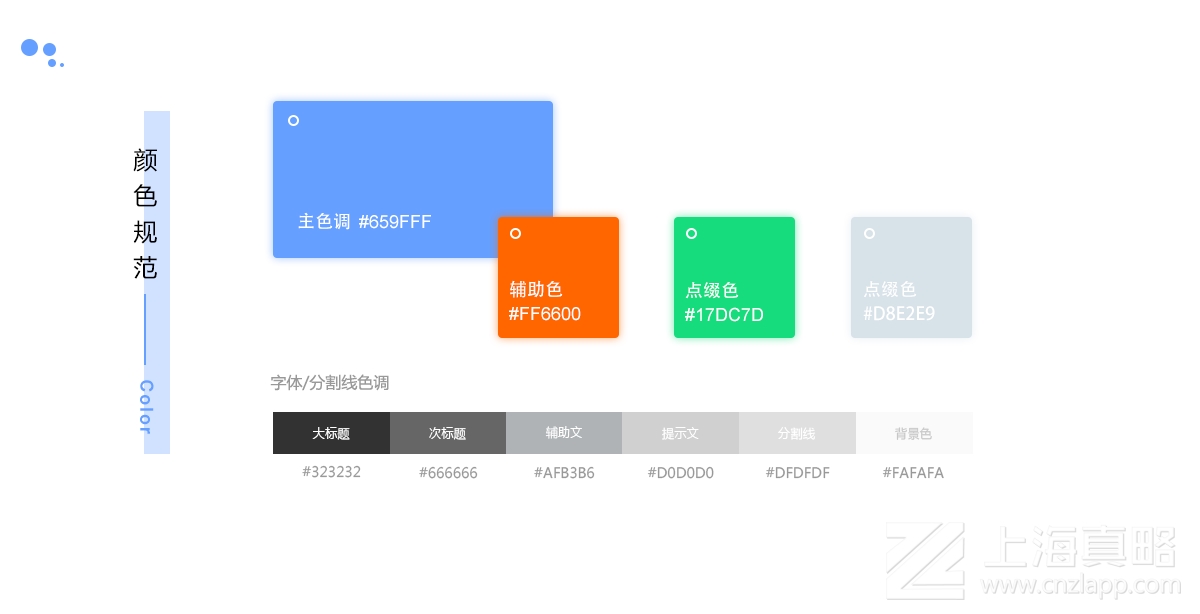 颜色规范
Color
主色调 #659FFF
辅助色
#FF6600
点缀色
#17DC7D
点缀色
#D8E2E9
字体/分割线色调
大标题
次标题
辅助文
提示文
分割线
背景色
#323232
#666666
#AFB3B6
#D0D0D0
#DFDFDF
#FAFAFA
上海真略
www.cnzlapp.com